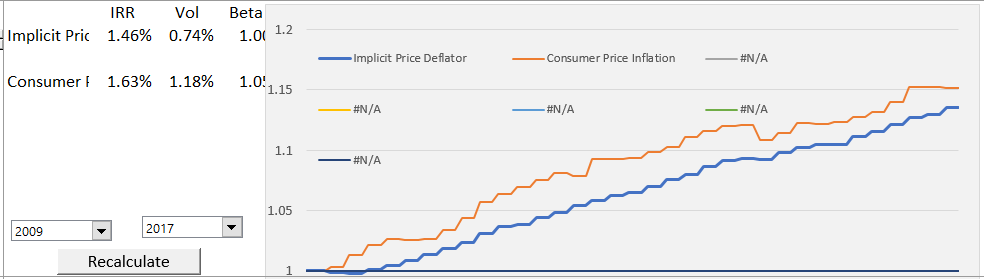 IRR Vol Beta
Implicit Pric 1.46% 0.74% 1.00
Consumer P 1.63% 1.18% 1.05
2009
2017
Recalculate
1.2
Implicit Price Deflator Consumer Price Inflation #N/A
1.15
#N/A #N/A #N/A
1.1
#N/A
1.05
1